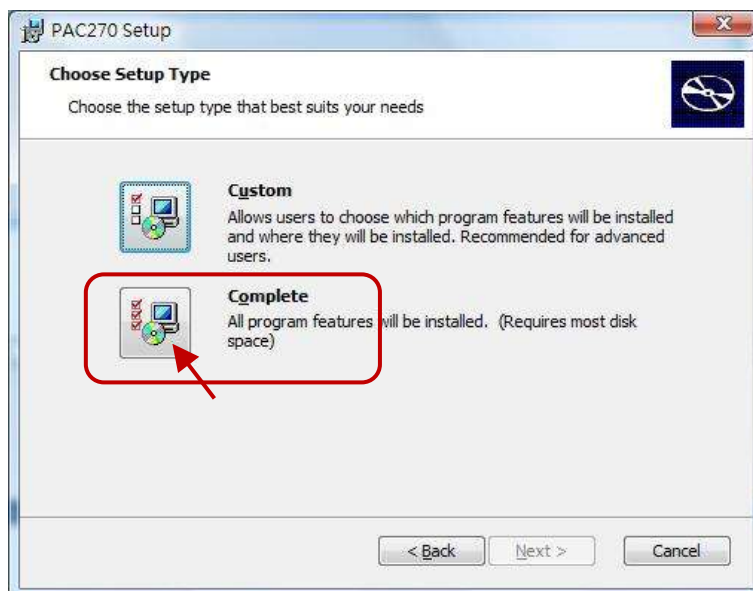 PAC270 Setup
Choose Setup Type
Choose the setup type that best suits your needs
Custom
Allows users to choose which program features will be installed
and where they will be installed. Recommended for advanced
users.
Complete
All program features will be installed. (Requires most disk
space)
< Back
Next >
Cancel